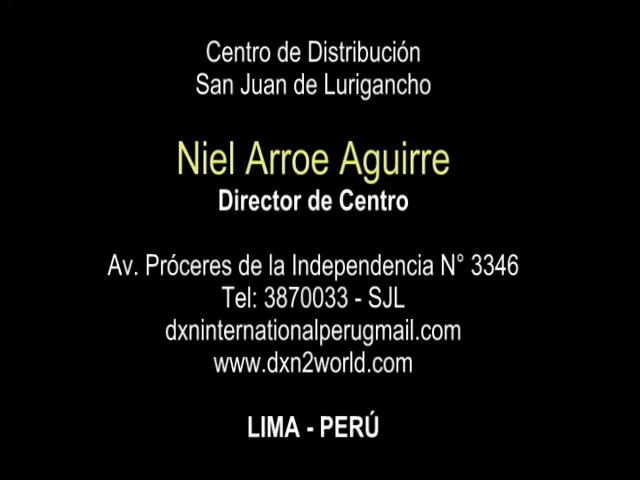 Centro de Distribución
San Juan de Lurigancho
Niel Arroe Aguirre
Director de Centro
Av. Próceres de la Independencia N° 3346
Tel: 3870033 - SJL
dxninternationalperugmail.com
www.dxn2world.com
LIMA - PERÚ